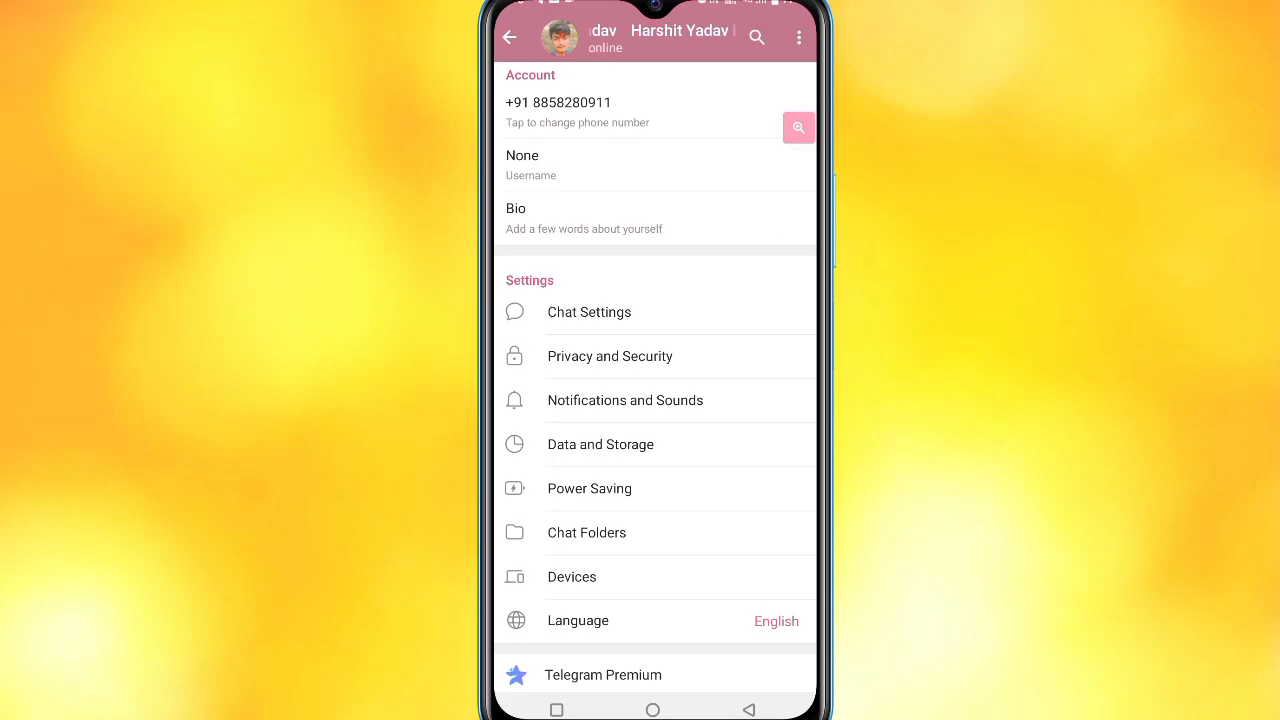 dav Harshit Yadav
online
Account
+91 8858280911
Tap to change phone number
None
Username
Bio
Add a few words about yourself
Settings
Chat Settings
Privacy and Security
Notifications and Sounds
Data and Storage
Power Saving
Chat Folders
Devices
Language English
Telegram Premium